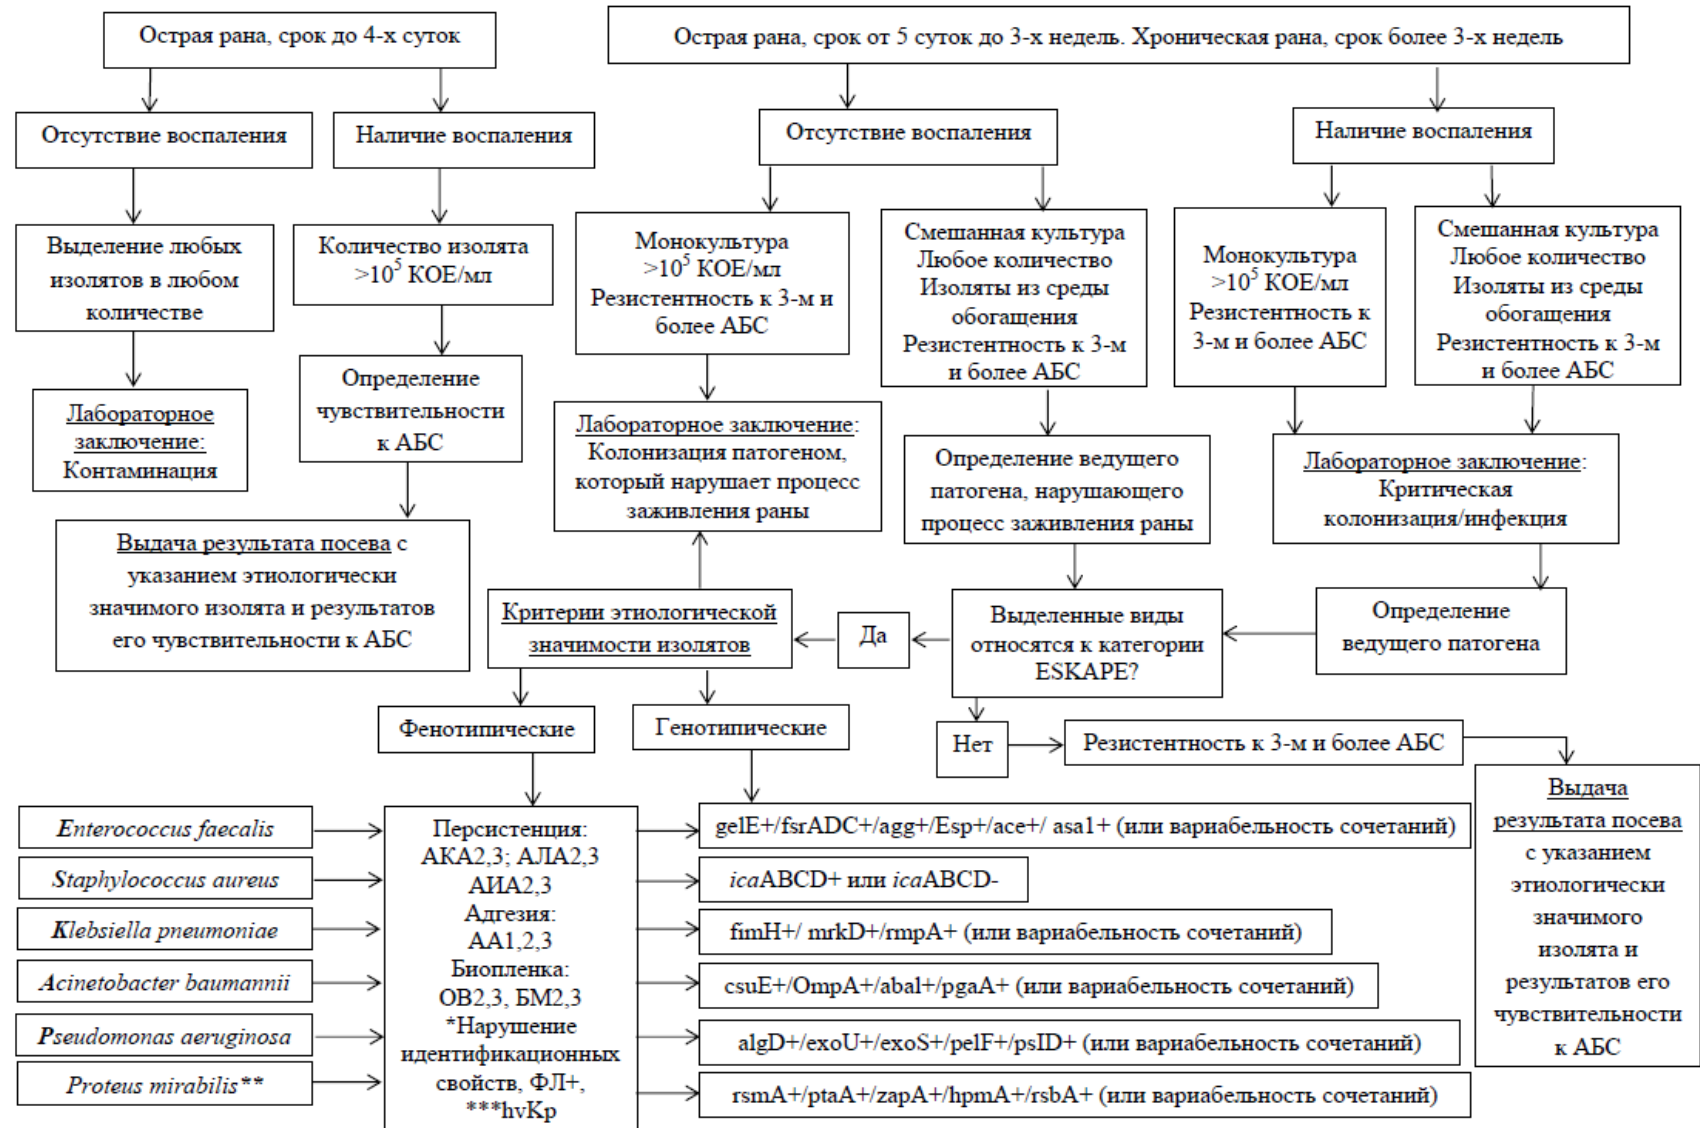 Острая рана, срок до 4-х суток
Острая рана, срок от 5 суток до 3-х недель. Хроническая рана, срок более 3-х недель
Отсутствие воспаления
Наличие воспаления
Отсутствие воспаления
Наличие воспаления
Выделение любых
изолятов в любом
количестве
Количество изолята
>10⁵ КОЕ/мл
Монокультура
>10⁵ КОЕ/мл
Резистентность к 3-м и
более АБС
Смешанная культура
Любое количество
Изоляты из среды
обогащения
Резистентность к 3-м
и более АБС
Монокультура
>10⁵ КОЕ/мл
Резистентность к
3-м и более АБС
Смешанная культура
Любое количество
Изоляты из среды
обогащения
Резистентность к 3-м
и более АБС
Лабораторное
заключение:
Контаминация
Определение
чувствительности
к АБС
Лабораторное заключение:
Колонизация патогеном,
который нарушает процесс
заживления раны
Определение ведущего
патогена, нарушающего
процесс заживления раны
Лабораторное заключение:
Критическая
колонизация/инфекция
Выдача результата посева с
указанием этиологически
значимого изолята и результатов
его чувствительности к АБС
Критерии этиологической
значимости изолятов
Да
Выделенные виды
относятся к категории
ESKAPE?
Определение
ведущего патогена
Фенотипические
Генотипические
Нет
Резистентность к 3-м и более АБС
Выдача
результата посева
с указанием
этиологически
значимого
изолята и
результатов его
чувствительности
к АБС
Enterococcus faecalis
Staphylococcus aureus
Klebsiella pneumoniae
Acinetobacter baumannii
Pseudomonas aeruginosa
Proteus mirabilis**
Персистенция:
АКА2,3; АЛА2,3
АИА2,3
Адгезия:
АА1,2,3
Биопленка:
ОВ2,3, БМ2,3
*Нарушение
идентификационных
свойств, ФЛ+,
***hvKp
gelE+/fsrADC+/agg+/Esp+/ace+/ asa1+ (или вариабельность сочетаний)
icaABCD+ или icaABCD-
fimH+/ mrkD+/rmpA+ (или вариабельность сочетаний)
csuE+/OmpA+/abal+/pgaA+ (или вариабельность сочетаний)
algD+/exoU+/exoS+/pelF+/psID+ (или вариабельность сочетаний)
rsmA+/ptaA+/zapA+/hpmA+/rsbA+ (или вариабельность сочетаний)